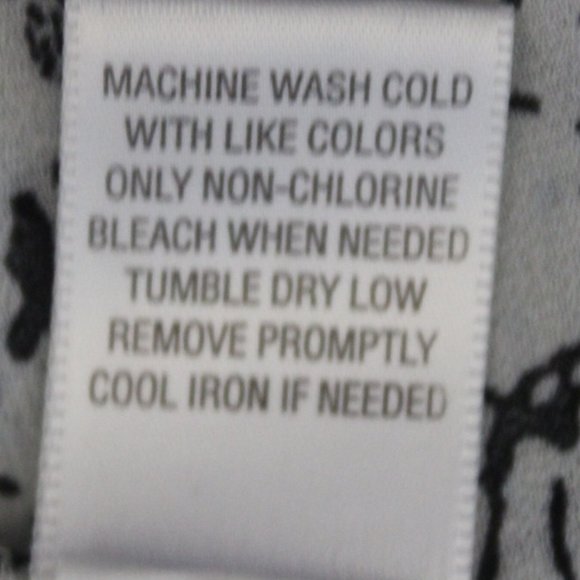 MACHINE WASH COLD
WITH LIKE COLORS
ONLY NON-CHLORINE
BLEACH WHEN NEEDED
TUMBLE DRY LOW
REMOVE PROMPTLY
COOL IRON IF NEEDED